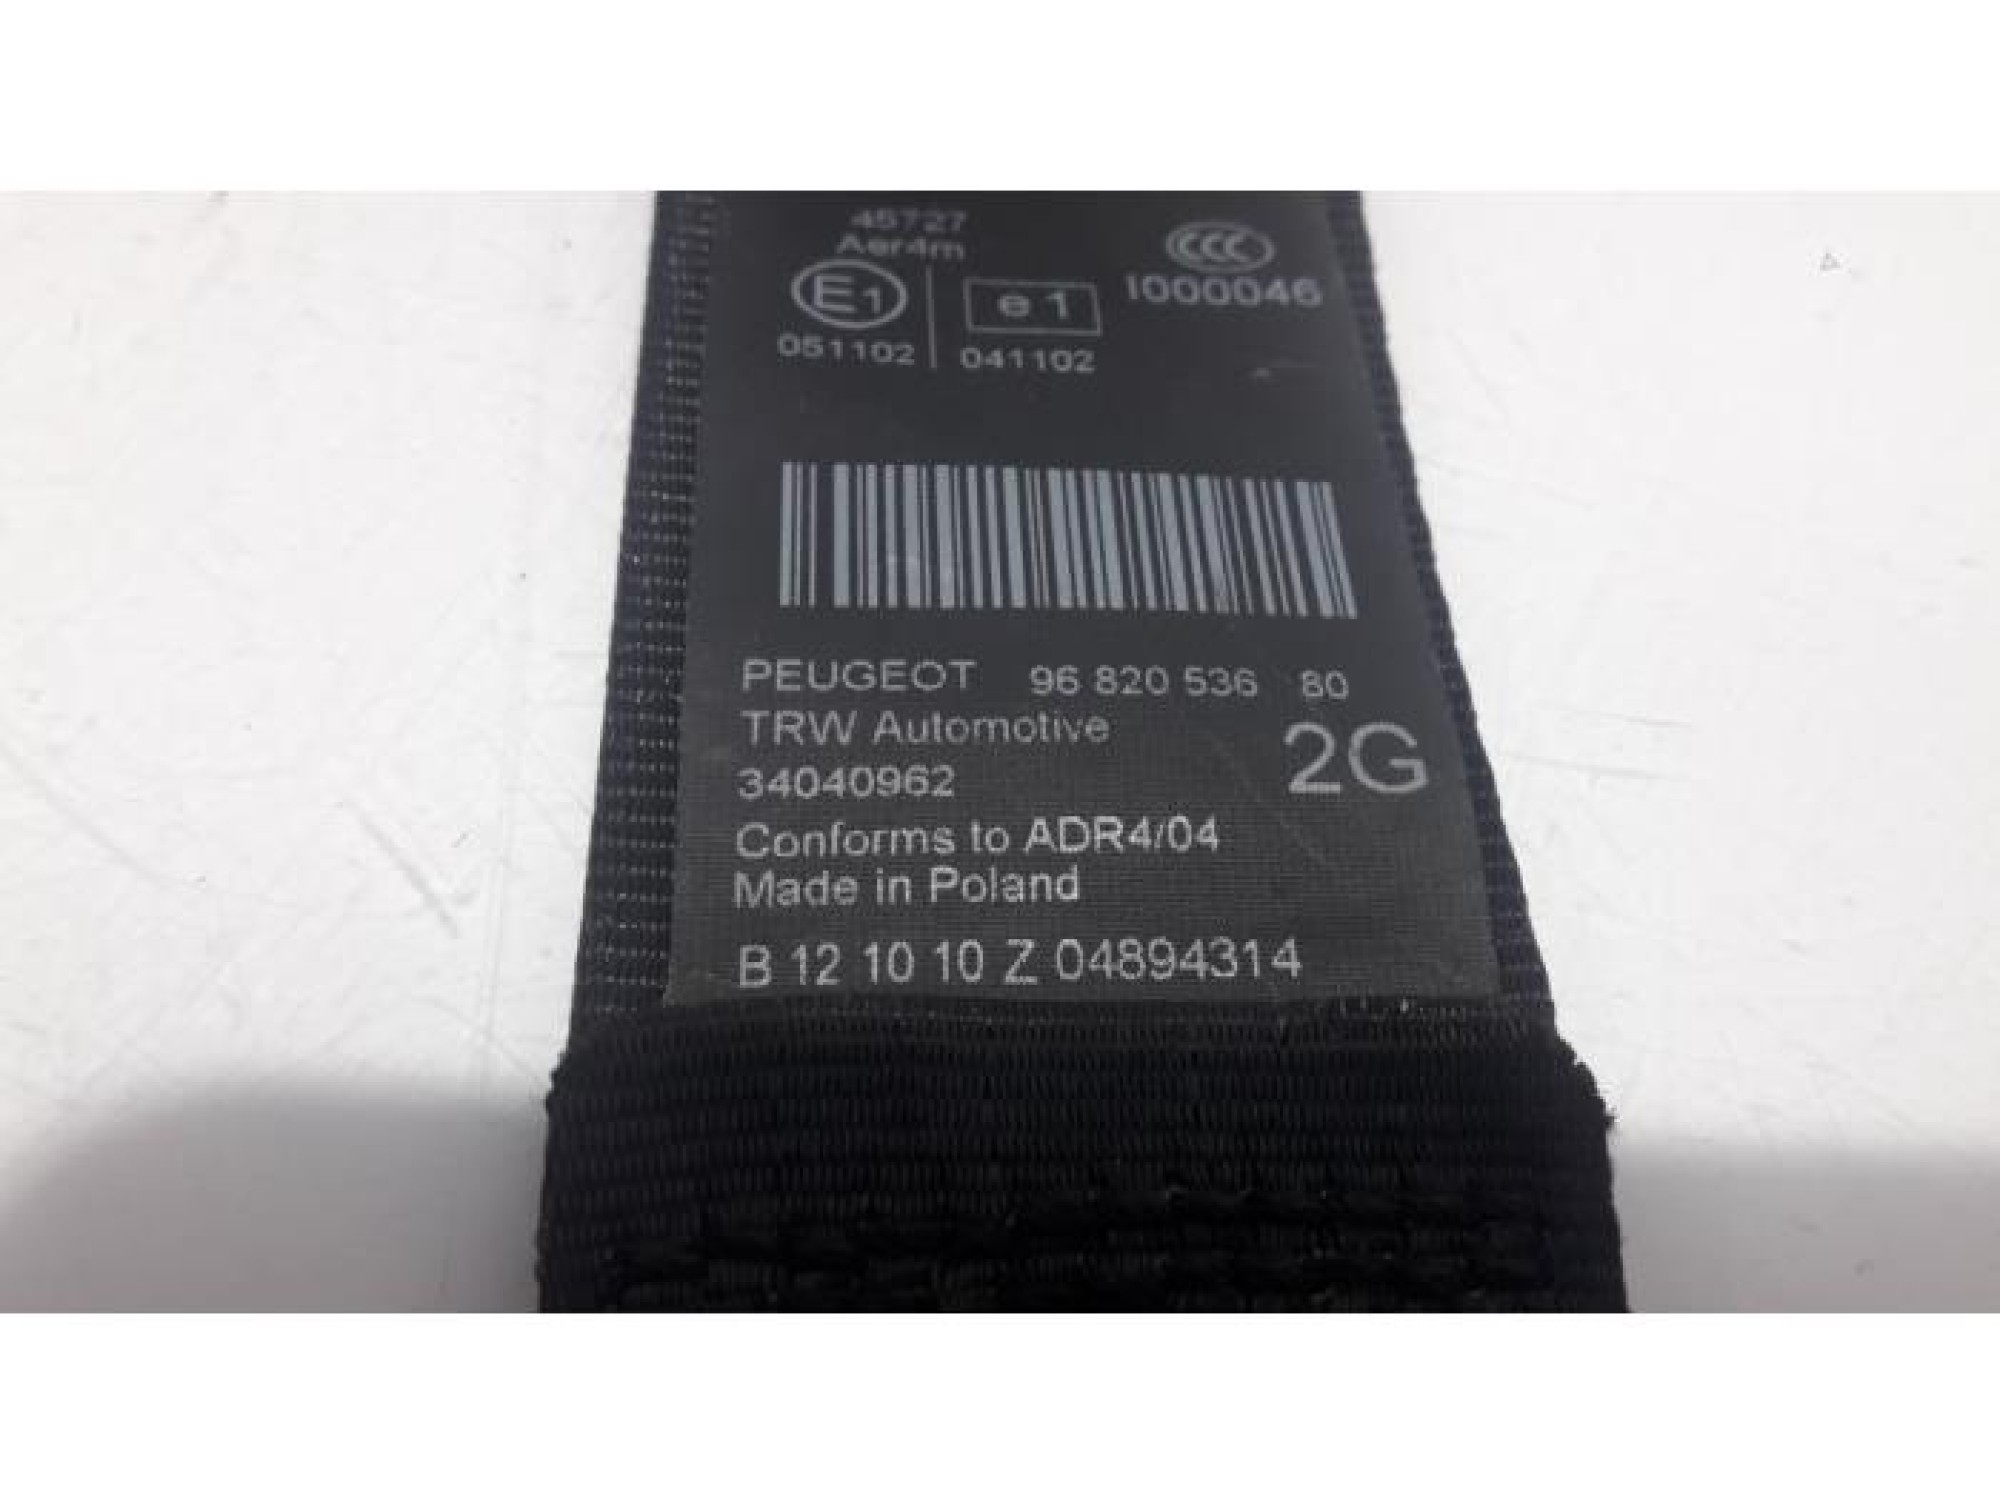 45727
Aer4m
CCC
E1
e1
I000046
051102
041102
PEUGEOT 96 820 536 80
TRW Automotive
2G
34040962
Conforms to ADR4/04
Made in Poland
B 12 10 10 Z 04894314